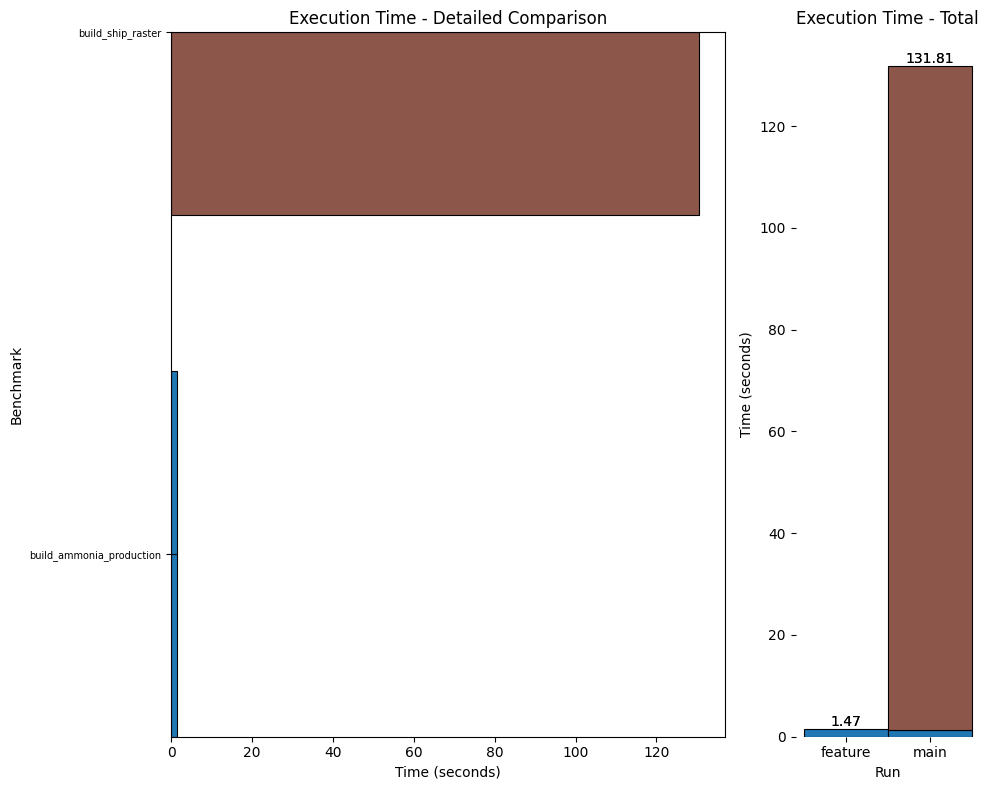 Execution Time - Detailed Comparison
build_ship_raster
build_ammonia_production
Benchmark
0
20
40
60
80
100
120
Time (seconds)
Execution Time - Total
131.81
1.47
120
100
80
60
40
20
0
Time (seconds)
feature
main
Run